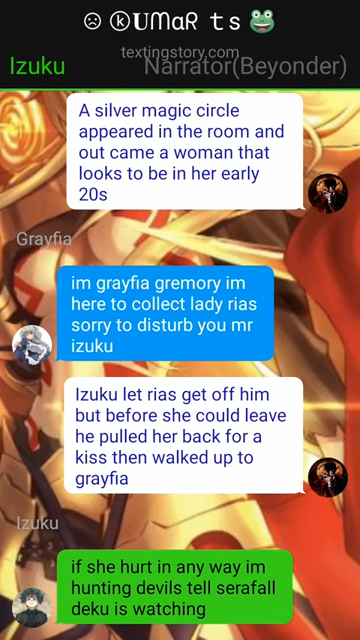 ☹ ⓚ𝐔ᗰᗩᖇ ｔｓ 🐸
textingstory.com
Izuku Narrator(Beyonder)
A silver magic circle
appeared in the room and
out came a woman that
looks to be in her early
20s
Grayfia
im grayfia gremory im
here to collect lady rias
sorry to disturb you mr
izuku
Izuku let rias get off him
but before she could leave
he pulled her back for a
kiss then walked up to
grayfia
Izuku
if she hurt in any way im
hunting devils tell serafall
deku is watching